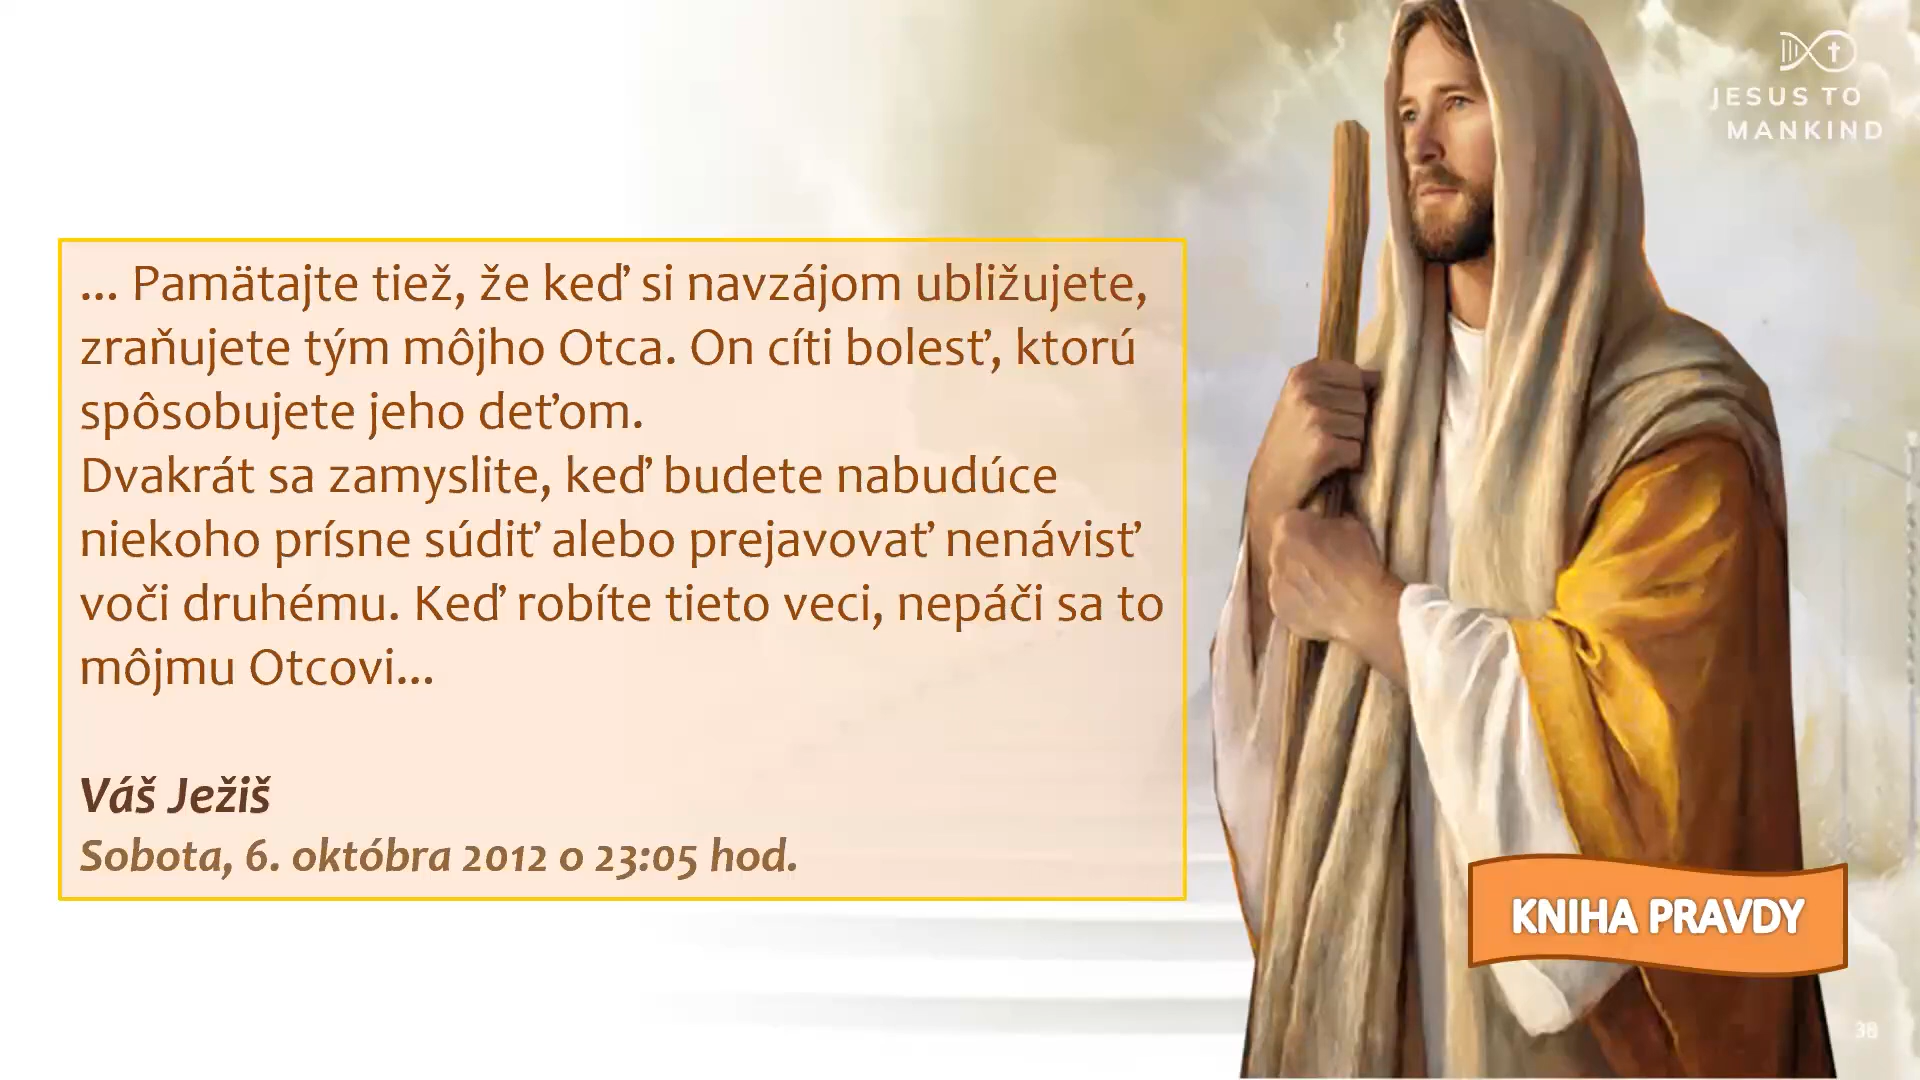 JESUS TO
MANKIND
... Pamätajte tiež, že keď si navzájom ubližujete,
zraňujete tým môjho Otca. On cíti bolesť, ktorú
spôsobujete jeho deťom.
Dvakrát sa zamyslite, keď budete nabudúce
niekoho prísne súdiť alebo prejavovať nenávisť
voči druhému. Keď robíte tieto veci, nepáči sa to
môjmu Otcovi...
Váš Ježiš
Sobota, 6. októbra 2012 o 23:05 hod.
KNIHA PRAVDY
38